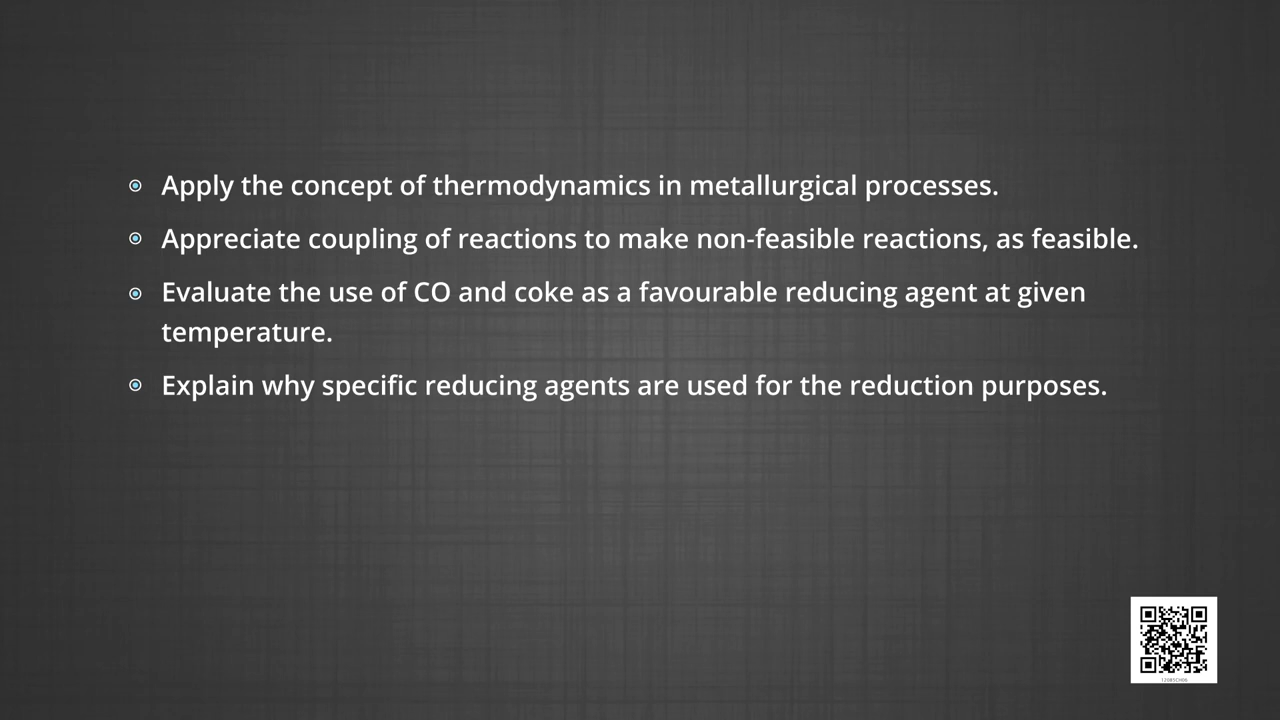 Apply the concept of thermodynamics in metallurgical processes.
Appreciate coupling of reactions to make non-feasible reactions, as feasible.
Evaluate the use of CO and coke as a favourable reducing agent at given
temperature.
Explain why specific reducing agents are used for the reduction purposes.